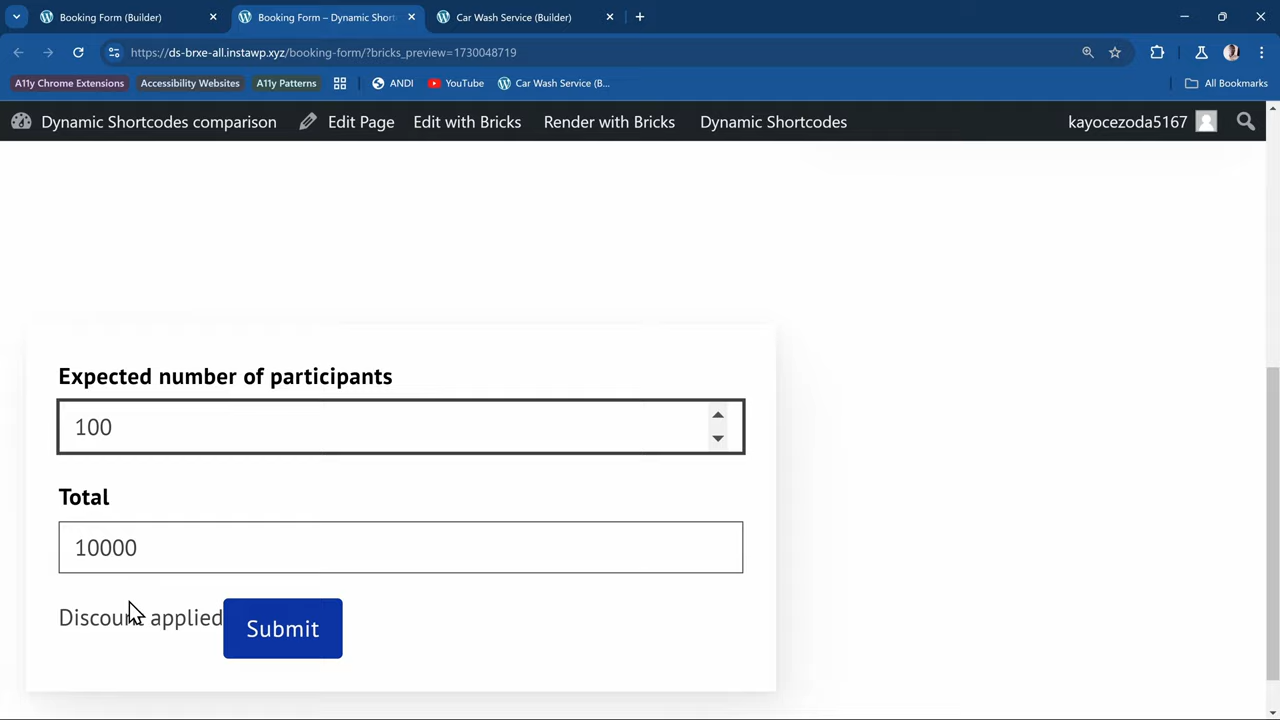 Booking Form (Builder)
Booking Form – Dynamic Short
Car Wash Service (Builder)
https://ds-brxe-all.instawp.xyz/booking-form/?bricks_preview=1730048719
A11y Chrome Extensions
Accessibility Websites
A11y Patterns
ANDI
YouTube
Car Wash Service (B...
All Bookmarks
Dynamic Shortcodes comparison
Edit Page
Edit with Bricks
Render with Bricks
Dynamic Shortcodes
kayocezoda5167
Expected number of participants
100
Total
10000
Discount applied
Submit